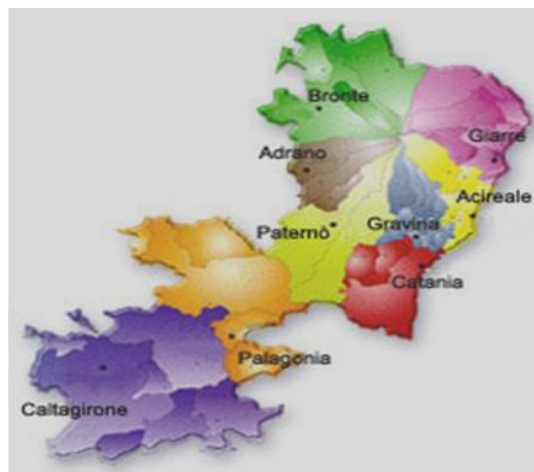 Bronte
Giarre
Adrano
Acireale
Paternò
Gravina
Catania
Palagonia
Caltagirone